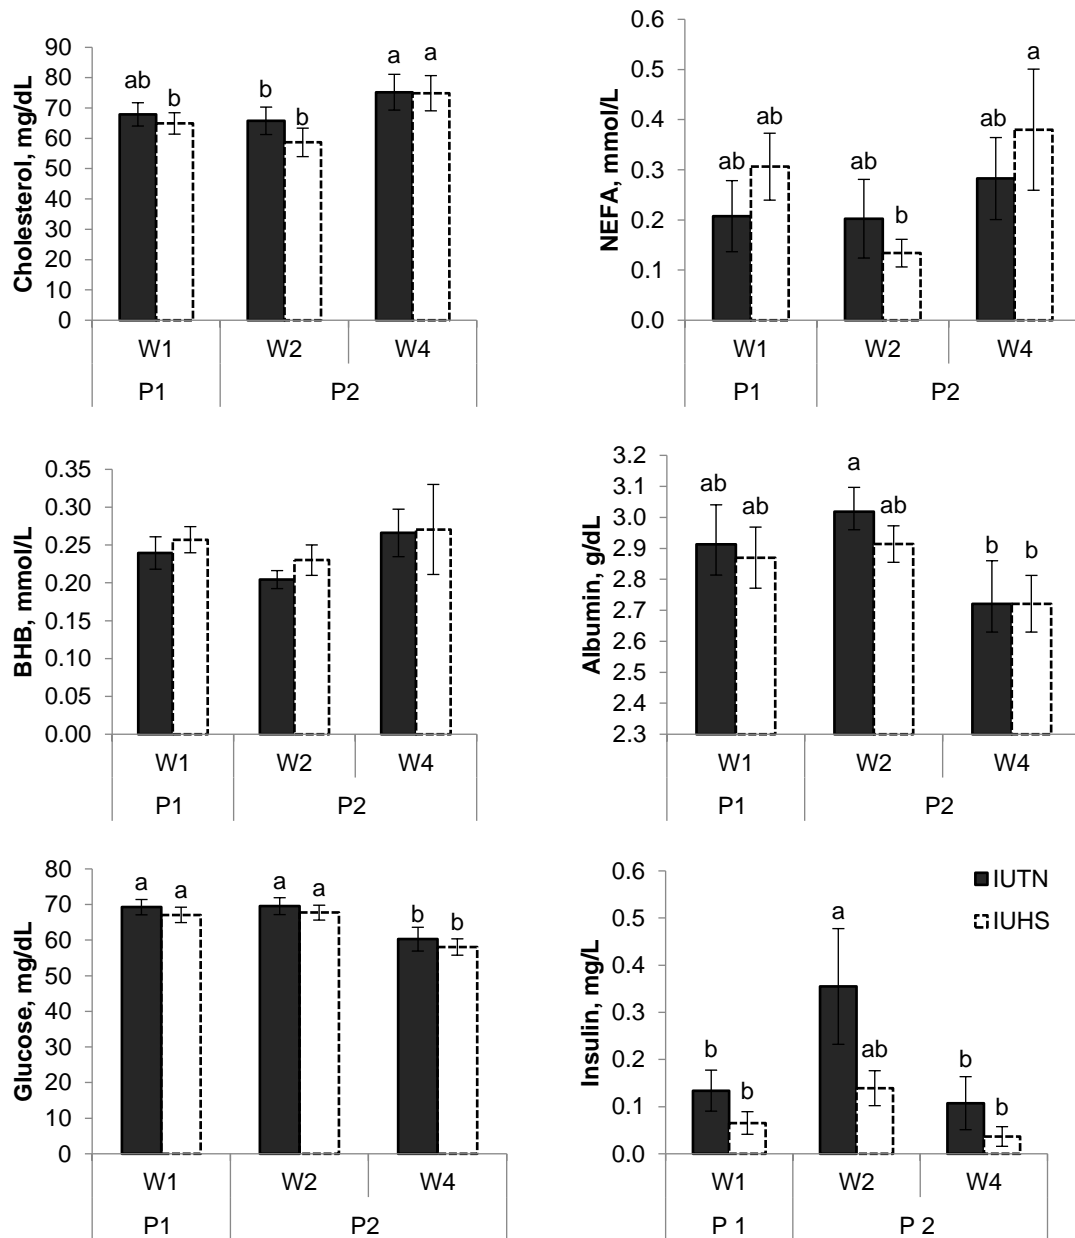 Cholesterol, mg/dL
90
80
70
60
50
40
30
20
10
0
ab
b
b
b
a
a
W1
W2
W4
P1
P2
NEFA, mmol/L
0.6
0.5
0.4
0.3
0.2
0.1
0.0
ab
ab
ab
b
ab
a
W1
W2
W4
P1
P2
BHB, mmol/L
0.35
0.30
0.25
0.20
0.15
0.10
0.05
0.00
W1
W2
W4
P1
P2
Albumin, g/dL
3.2
3.1
3.0
2.9
2.8
2.7
2.6
2.5
2.4
2.3
ab
ab
a
ab
b
b
W1
W2
W4
P1
P2
Glucose, mg/dL
80
70
60
50
40
30
20
10
0
a
a
a
a
b
b
W1
W2
W4
P1
P2
Insulin, mg/L
0.6
0.5
0.4
0.3
0.2
0.1
0.0
b
b
a
ab
b
b
IUTN
IUHS
W1
W2
W4
P 1
P 2